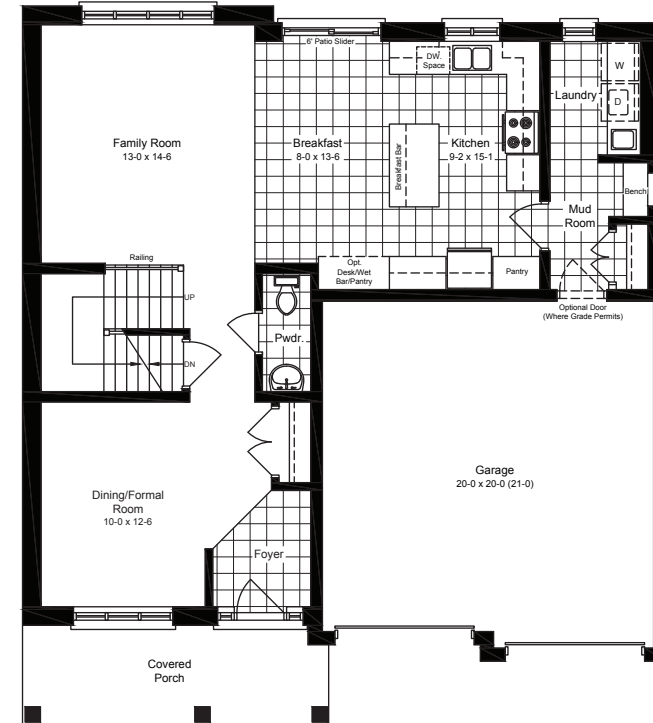 6' Patio Slider
DW.
Space
W
D
Laundry
Family Room
13-0 x 14-6
Breakfast
8-0 x 13-6
Breakfast Bar
Kitchen
9-2 x 15-1
Bench
Mud
Room
Railing
Opt.
Desk/Wet
Bar/Pantry
Pantry
UP
Optional Door
(Where Grade Permits)
Pwdr.
DN
Garage
20-0 x 20-0 (21-0)
Dining/Formal
Room
10-0 x 12-6
Foyer
Covered
Porch